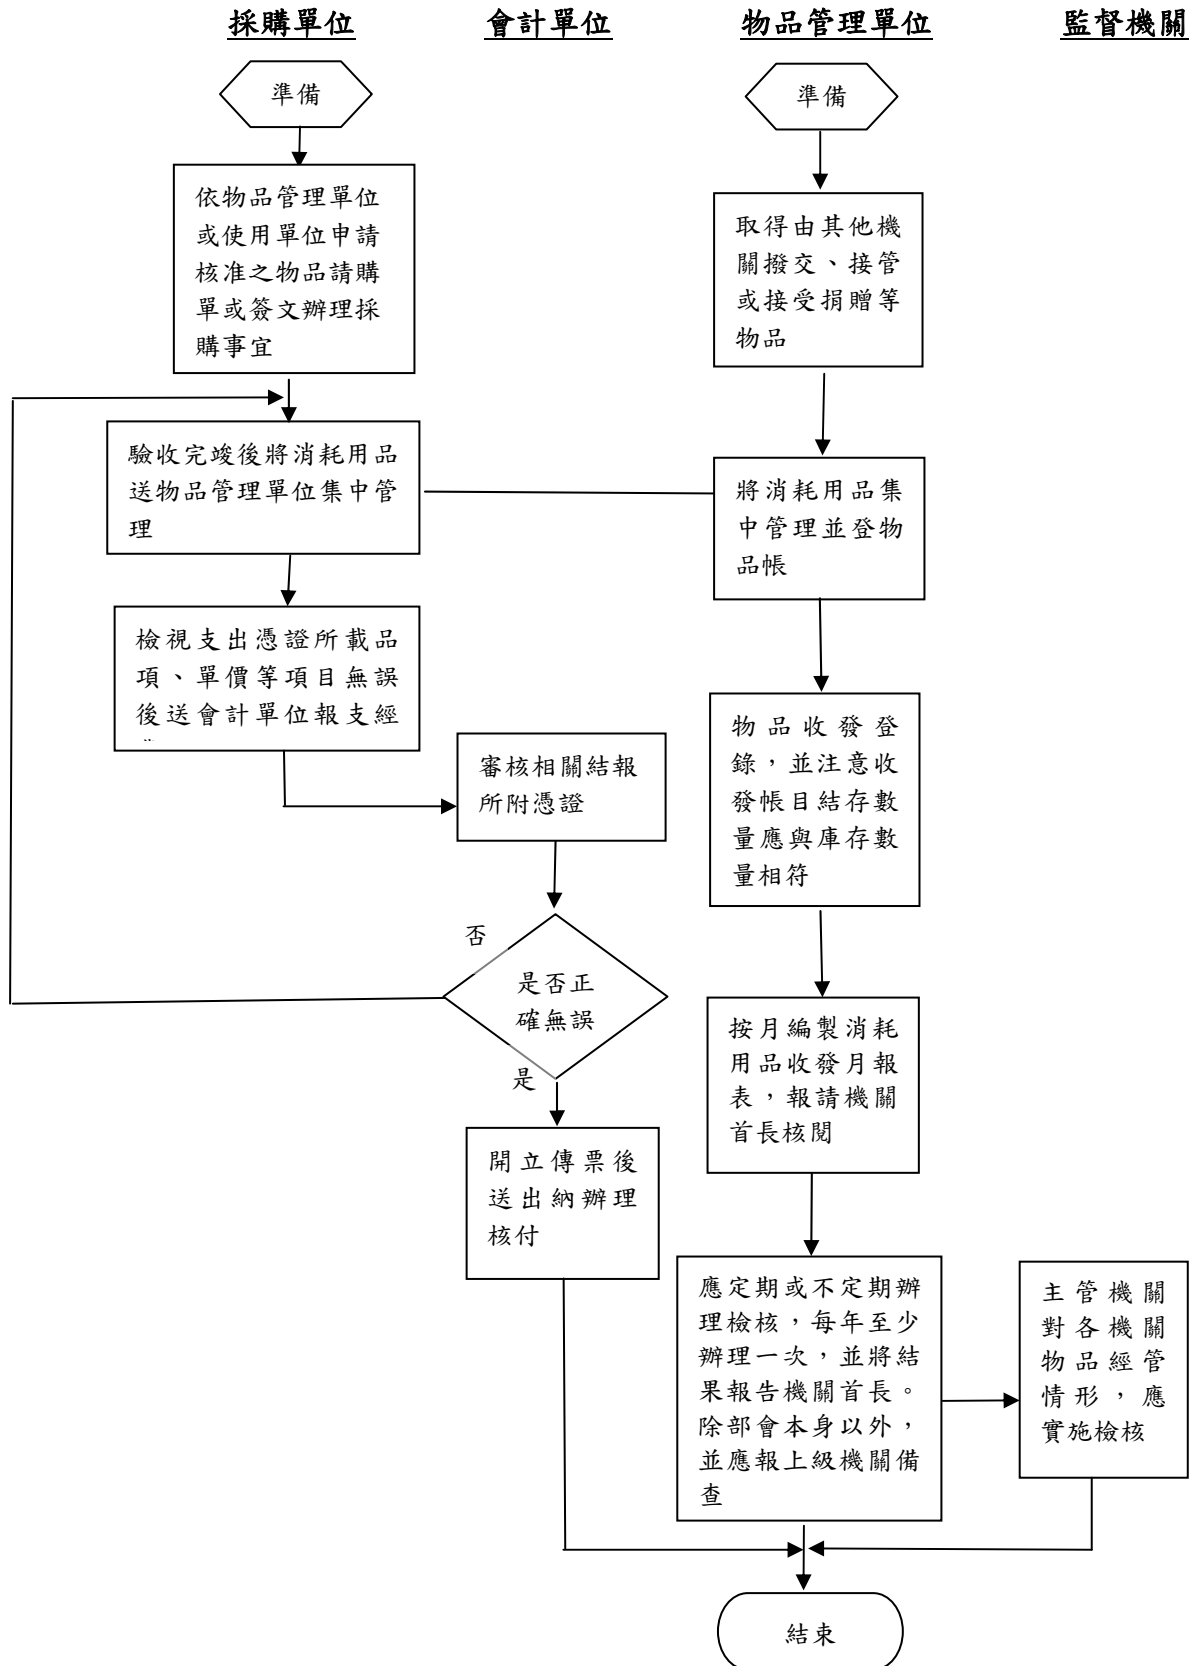 採購單位
會計單位
物品管理單位
監督機關
準備
依物品管理單位
或使用單位申請
核准之物品請購
單或簽文辦理採
購事宜
驗收完竣後將消耗用品
送物品管理單位集中管
理
檢視支出憑證所載品
項、單價等項目無誤
後送會計單位報支經
審核相關結報
所附憑證
否
是否正
確無誤
是
開立傳票後
送出納辦理
核付
準備
取得由其他機
關撥交、接管
或接受捐贈等
物品
將消耗用品集
中管理並登物
品帳
物品收發登
錄，並注意收
發帳目結存數
量應與庫存數
量相符
按月編製消耗
用品收發月報
表，報請機關
首長核閱
應定期或不定期辦
理檢核，每年至少
辦理一次，並將結
果報告機關首長。
除部會本身以外，
並應報上級機關備
查
主管機關
對各機關
物品經管
情形，應
實施檢核
結束